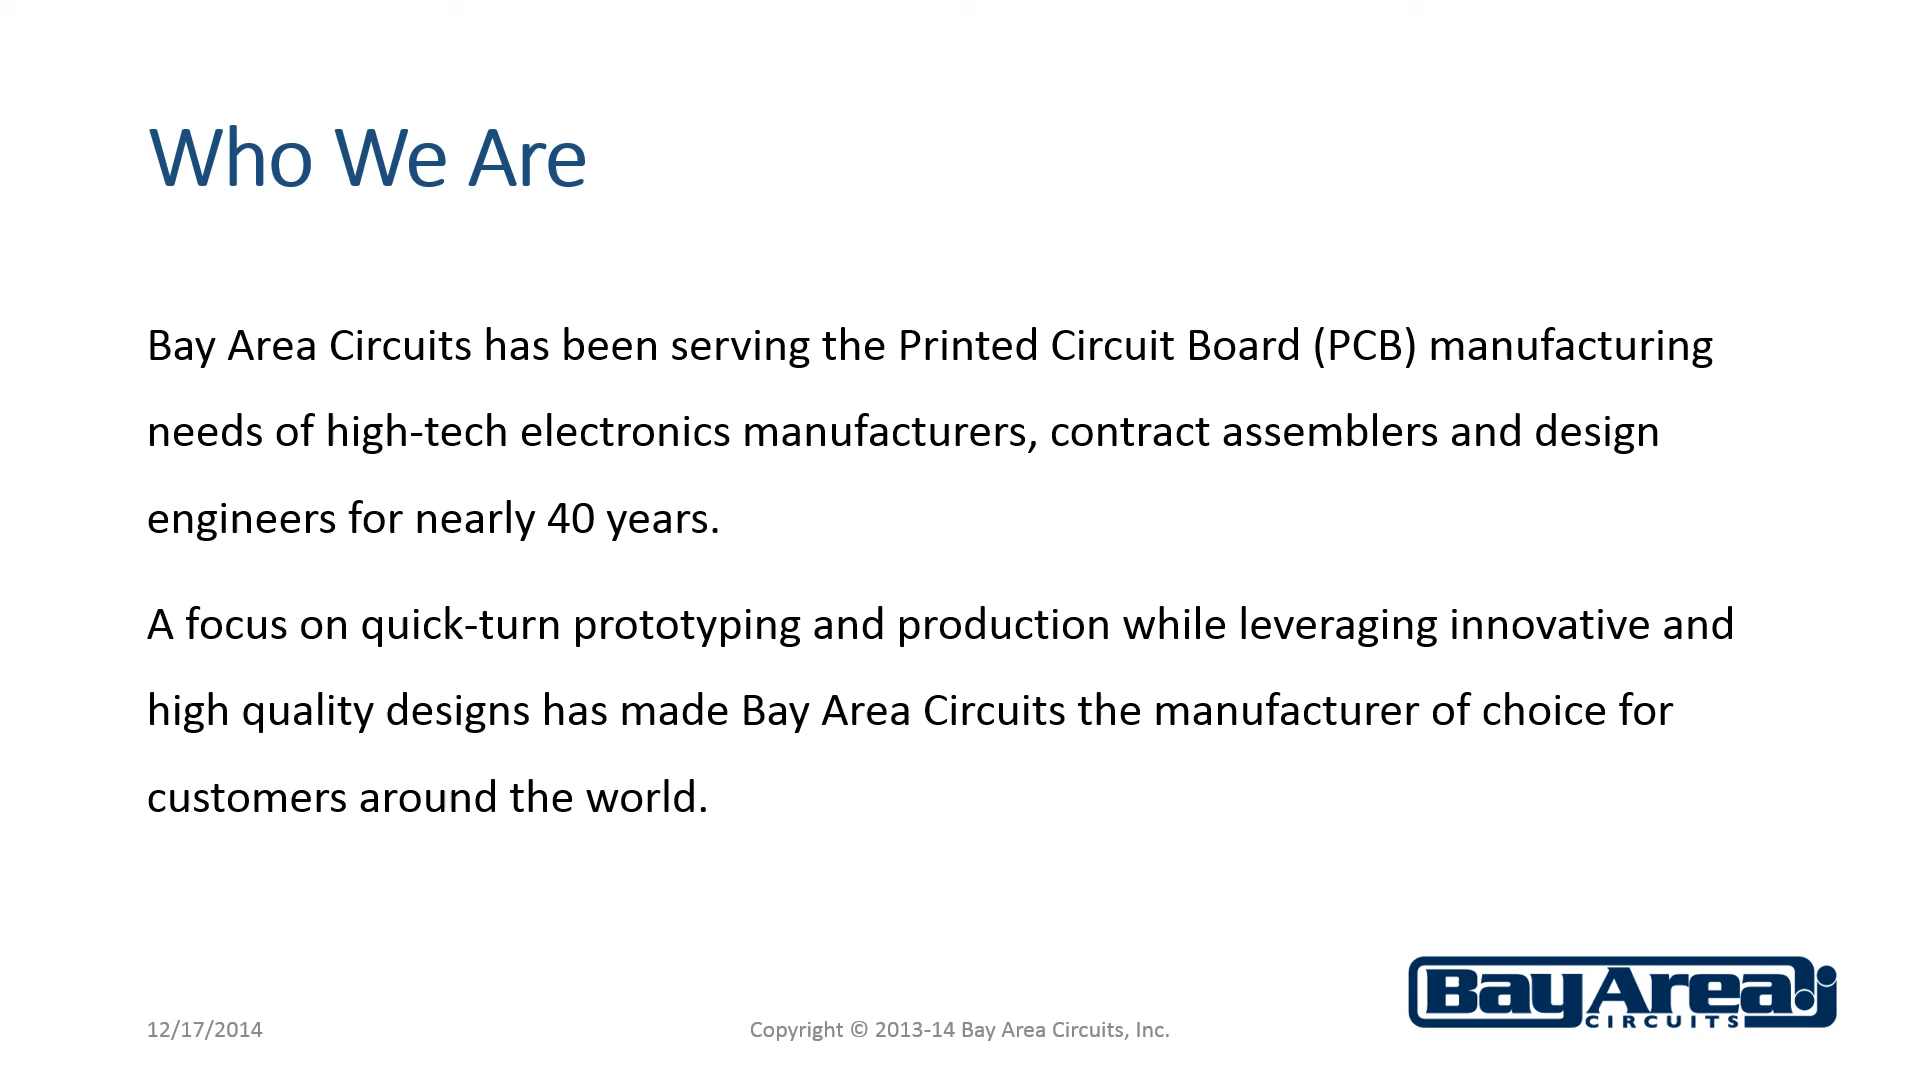 Who We Are
Bay Area Circuits has been serving the Printed Circuit Board (PCB) manufacturing
needs of high-tech electronics manufacturers, contract assemblers and design
engineers for nearly 40 years.
A focus on quick-turn prototyping and production while leveraging innovative and
high quality designs has made Bay Area Circuits the manufacturer of choice for
customers around the world.
12/17/2014
Copyright © 2013-14 Bay Area Circuits, Inc.
Bay Area
CIRCUITS